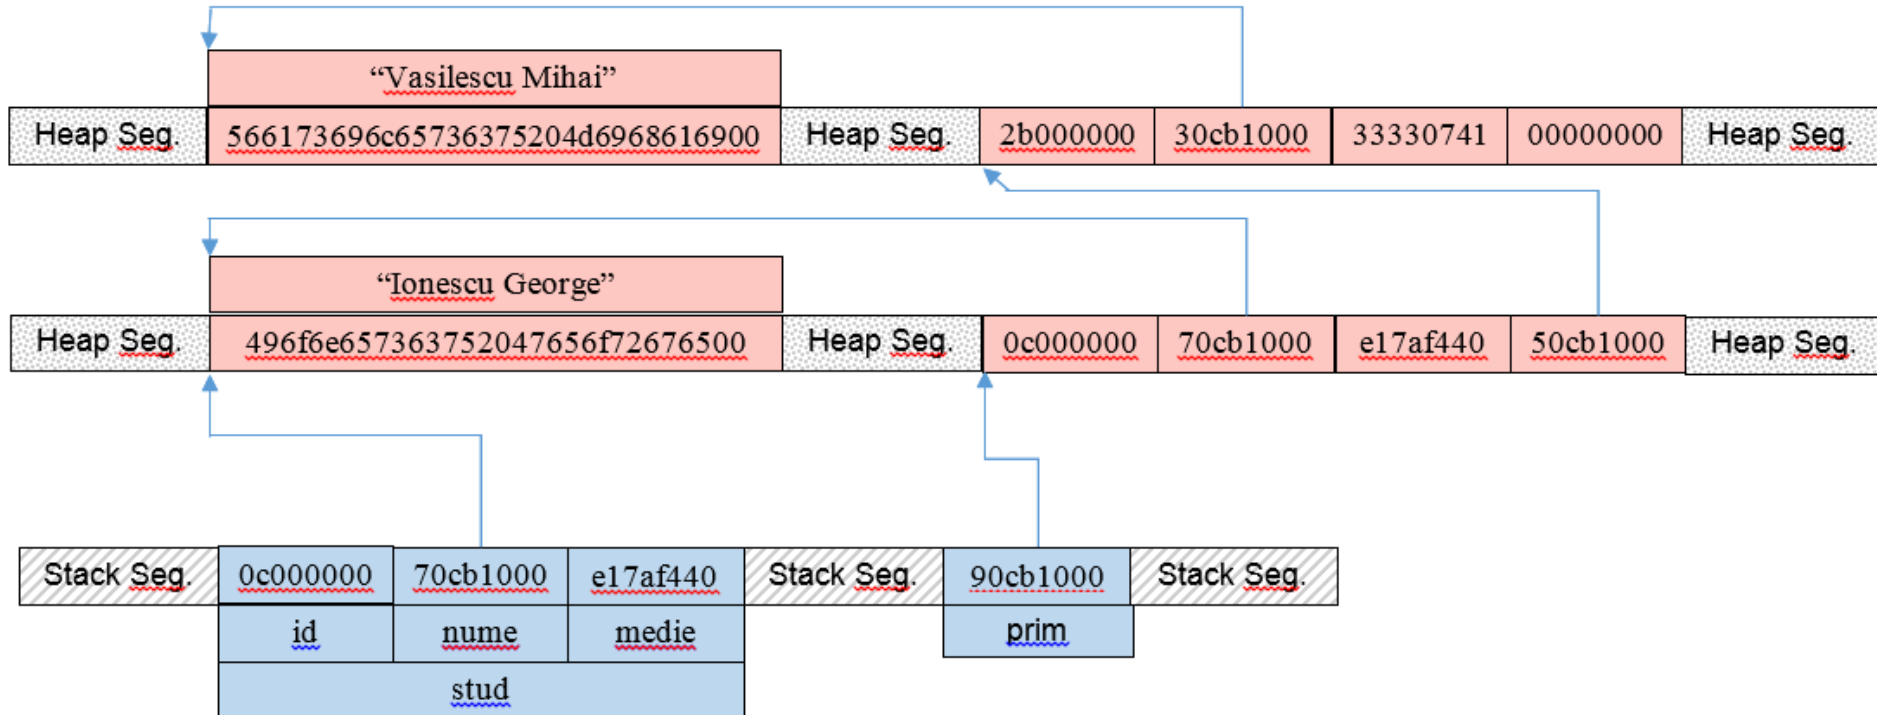 “Vasilescu Mihai”
Heap Seg. 566173696c65736375204d6968616900 Heap Seg. 2b000000 30cb1000 33330741 00000000 Heap Seg.
“Ionescu George”
Heap Seg. 496f6e657363752047656f72676500 Heap Seg. 0c000000 70cb1000 e17af440 50cb1000 Heap Seg.
Stack Seg. 0c000000 70cb1000 e17af440 Stack Seg. 90cb1000 Stack Seg.
id nume medie prim
stud